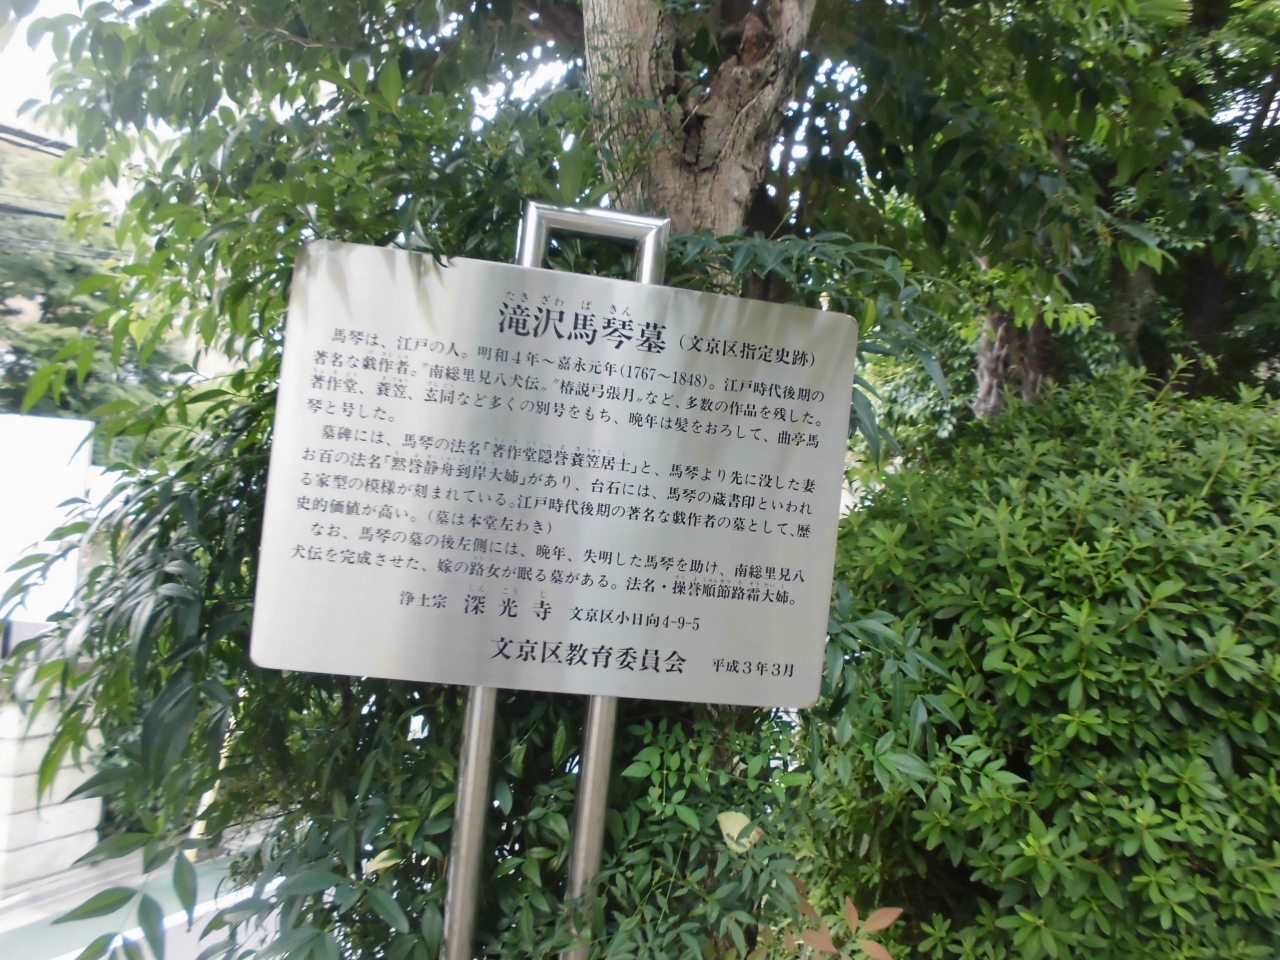 たきざわばきん
滝沢馬琴墓(文京区指定史跡)
馬琴は、江戸の人。明和4年~嘉永元年(1767~1848)。江戸時代後期の
著名な戯作者。"南総里見八犬伝。"椿説弓張月〟など、多数の作品を残した。
著作堂、蓑笠、玄同など多くの別号をもち、晩年は髪をおろして、曲亭馬
琴と号した。
墓碑には、馬琴の法名「著作堂隠誉蓑笠居士」と、馬琴より先に没した妻
お百の法名「黙誉静舟到岸大姉」があり、台石には、馬琴の蔵書印といわれ
る家型の模様が刻まれている。江戸時代後期の著名な戯作者の墓として、歴
史的価値が高い。(墓は本堂左わき)
なお、馬琴の墓の後左側には、晩年、失明した馬琴を助け、南総里見八
犬伝を完成させた、嫁の路女が眠る墓がある。法名・操誉順節路霜大姉。
じんこうじ
浄土宗 深光寺 文京区小日向4-9-5
文京区教育委員会 平成3年3月